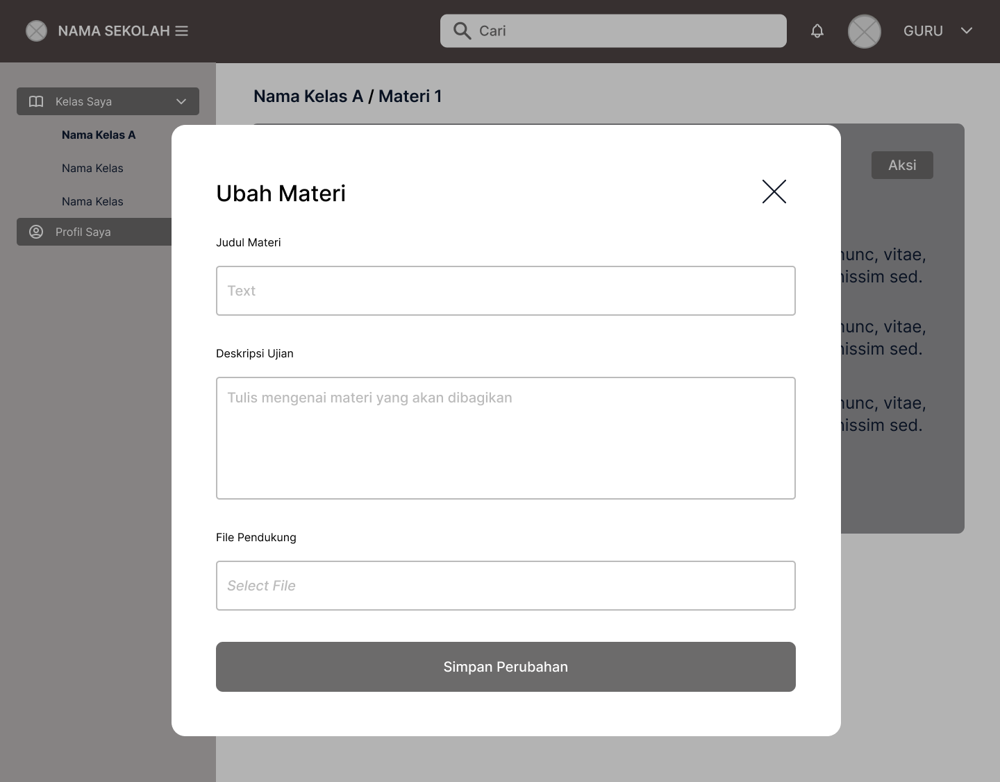 NAMA SEKOLAH
Cari
GURU
Kelas Saya
Nama Kelas A
Nama Kelas
Nama Kelas
Profil Saya
Nama Kelas A / Materi 1
Aksi
nunc, vitae,
nissim sed.
nunc, vitae,
nissim sed.
nunc, vitae,
nissim sed.
Ubah Materi
Judul Materi
Text
Deskripsi Ujian
Tulis mengenai materi yang akan dibagikan
File Pendukung
Select File
Simpan Perubahan